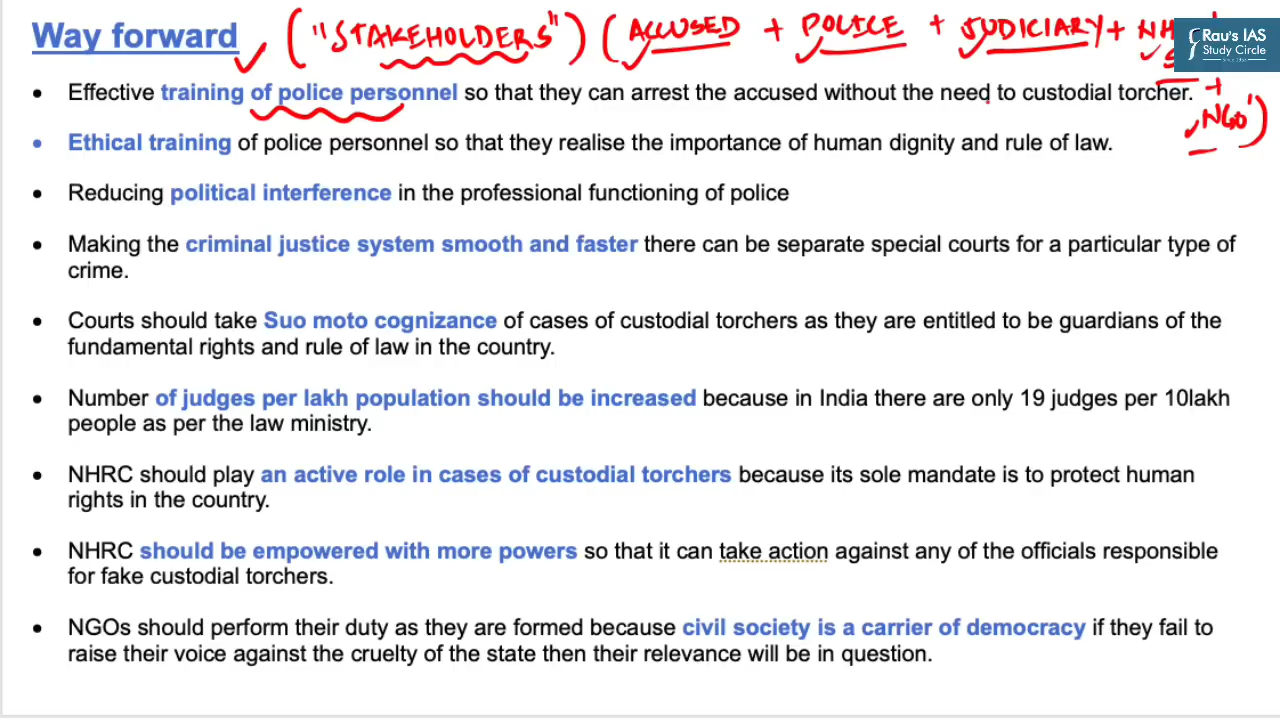 Way forward ("STAKEHOLDERS") (ACCUSED + POLICE + JUDICIARY + NH
Rau's IAS
Study Circle
• Effective training of police personnel so that they can arrest the accused without the need to custodial torcher.
+ NGO')
• Ethical training of police personnel so that they realise the importance of human dignity and rule of law.
• Reducing political interference in the professional functioning of police
• Making the criminal justice system smooth and faster there can be separate special courts for a particular type of
crime.
• Courts should take Suo moto cognizance of cases of custodial torchers as they are entitled to be guardians of the
fundamental rights and rule of law in the country.
• Number of judges per lakh population should be increased because in India there are only 19 judges per 10lakh
people as per the law ministry.
• NHRC should play an active role in cases of custodial torchers because its sole mandate is to protect human
rights in the country.
• NHRC should be empowered with more powers so that it can take action against any of the officials responsible
for fake custodial torchers.
• NGOs should perform their duty as they are formed because civil society is a carrier of democracy if they fail to
raise their voice against the cruelty of the state then their relevance will be in question.